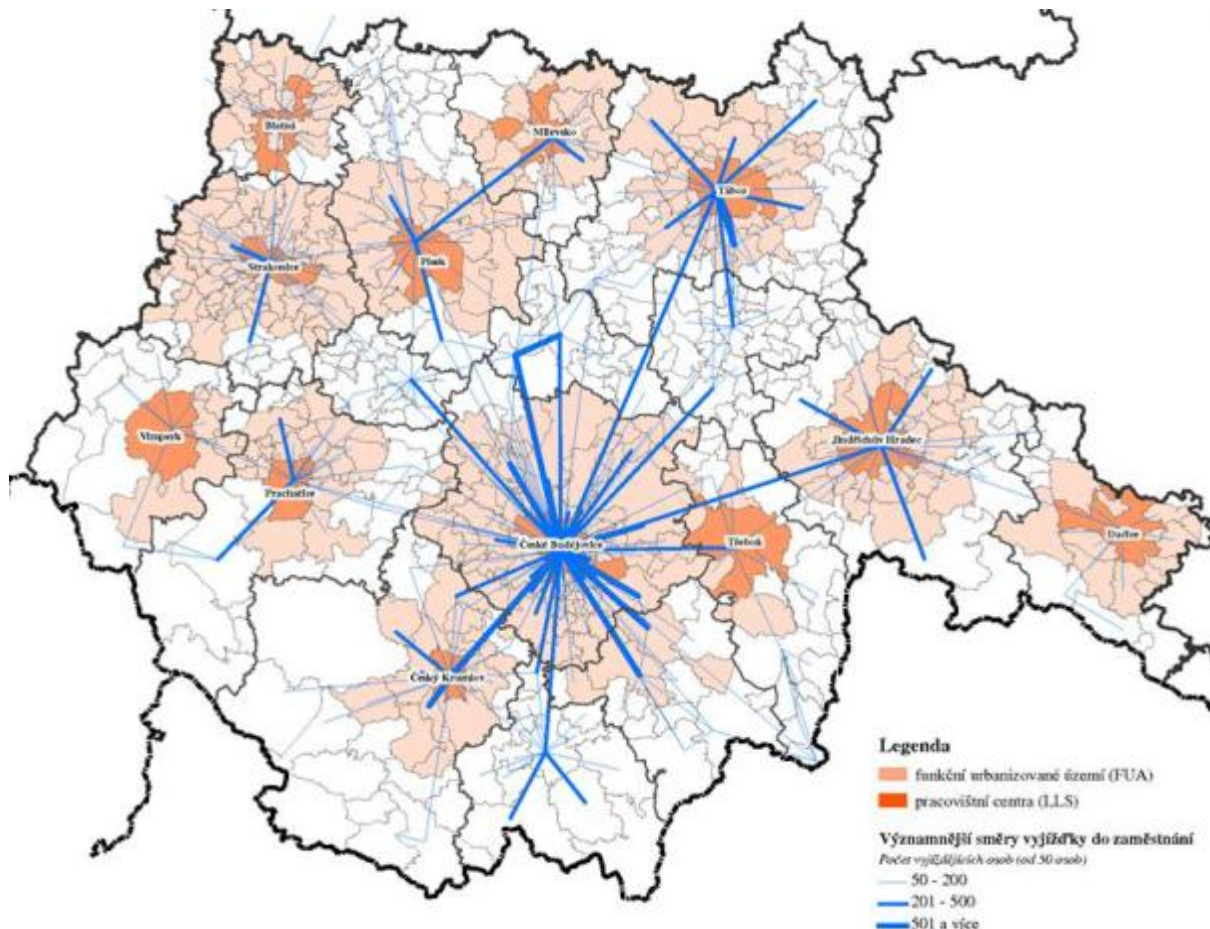 Blatná
Milevsko
Tábor
Strakonice
Písek
Vimperk
Jindřichův Hradec
Prachatice
České Budějovice
Třeboň
Dačice
Český Krumlov
Legenda
funkční urbanizované území (FUA)
pracovištní centra (LLS)
Významnější směry vyjížďky do zaměstnání
Počet vyjíždějících osob (od 50 osob)
50 - 200
201 - 500
501 a více